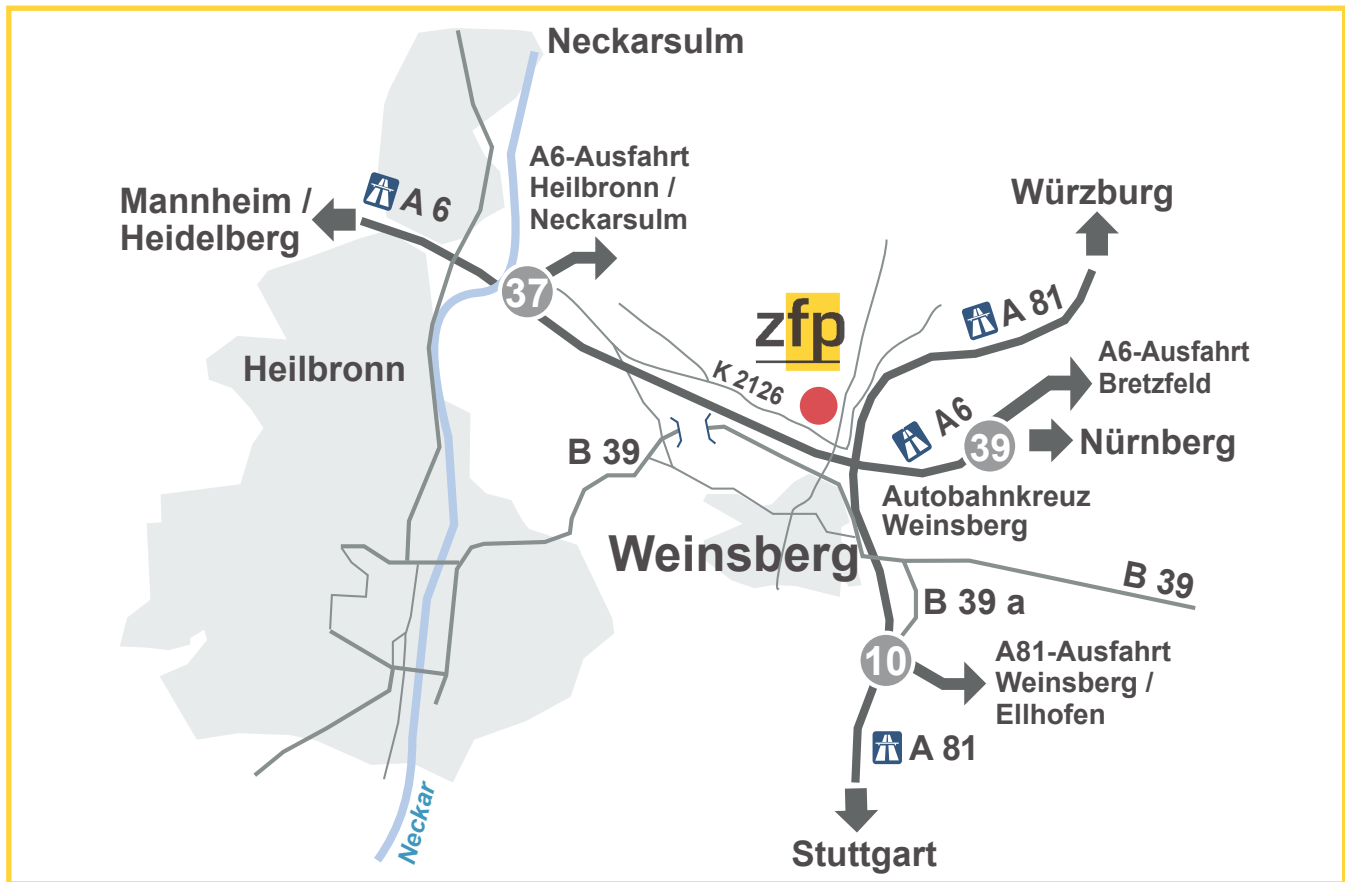 Neckarsulm
A6-Ausfahrt
Heilbronn /
Neckarsulm
Mannheim /
Heidelberg
A 6
Würzburg
37
zfp
A 81
Heilbronn
K 2126
A6-Ausfahrt
Bretzfeld
A6
39
Nürnberg
B 39
Autobahnkreuz
Weinsberg
Weinsberg
B 39
B 39 a
10
A81-Ausfahrt
Weinsberg /
Ellhofen
A 81
Neckar
Stuttgart